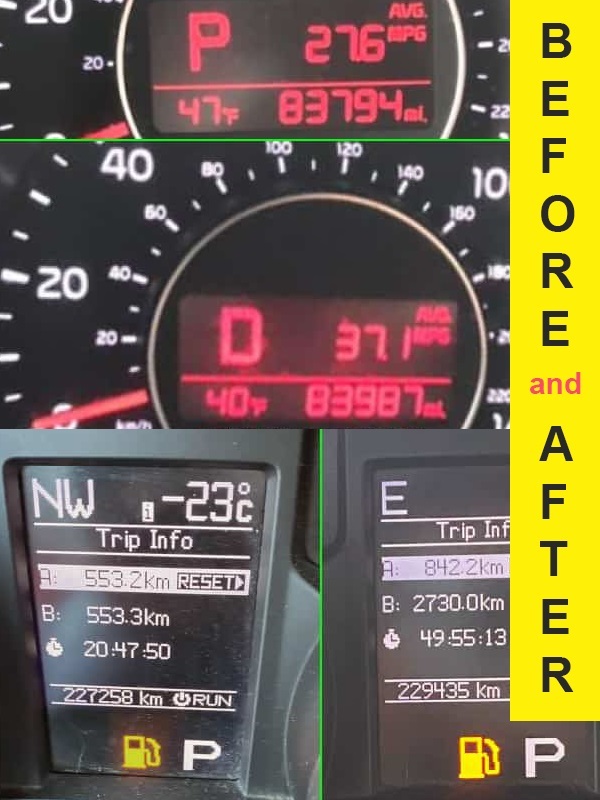 20
20
AVG.
P 27.6 MPG
47°F 83794 mi.
40
80
100
120
140
100
60
160
20
40
180
20
AVG.
D 37.1 MPG
40°F 83987 mi.
220
km/h
NW -23°C
Trip Info
A: 553.2km RESET
B: 553.3km
20:47:50
227258 km RUN
P
E
Trip Inf
A: 842.2km
B: 2730.0km
49:55:13
229435 km
P
BEFORE
and
AFTER